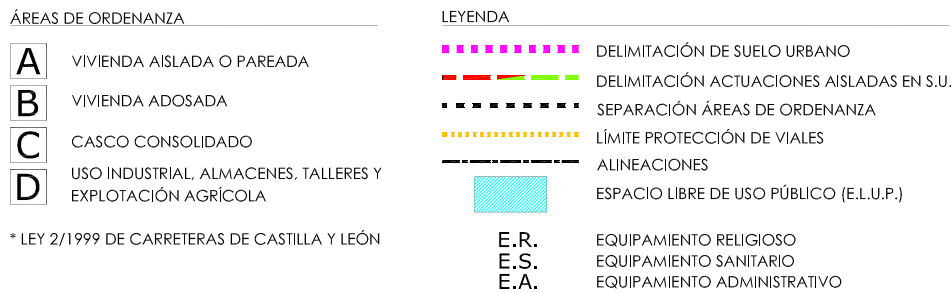 ÁREAS DE ORDENANZA
A VIVIENDA AISLADA O PAREADA
B VIVIENDA ADOSADA
C CASCO CONSOLIDADO
D USO INDUSTRIAL, ALMACENES, TALLERES Y
EXPLOTACIÓN AGRÍCOLA
* LEY 2/1999 DE CARRETERAS DE CASTILLA Y LEÓN
LEYENDA
DELIMITACIÓN DE SUELO URBANO
DELIMITACIÓN ACTUACIONES AISLADAS EN S.U.
SEPARACIÓN ÁREAS DE ORDENANZA
LÍMITE PROTECCIÓN DE VIALES
ALINEACIONES
ESPACIO LIBRE DE USO PÚBLICO (E.L.U.P.)
E.R. EQUIPAMIENTO RELIGIOSO
E.S. EQUIPAMIENTO SANITARIO
E.A. EQUIPAMIENTO ADMINISTRATIVO